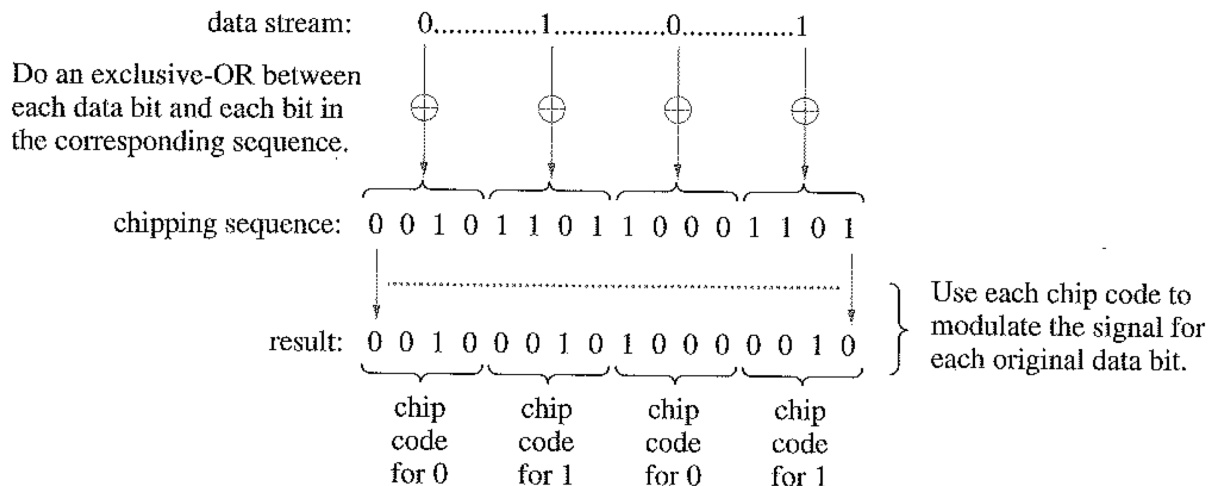 data stream: 0..............1...............0...............1
Do an exclusive-OR between
each data bit and each bit in
the corresponding sequence.
chipping sequence: 0 0 1 0 1 1 0 1 1 0 0 0 1 1 0 1
Use each chip code to
modulate the signal for
each original data bit.
result: 0 0 1 0 0 0 1 0 1 0 0 0 0 0 1 0
chip chip chip chip
code code code code
for 0 for 1 for 0 for 1